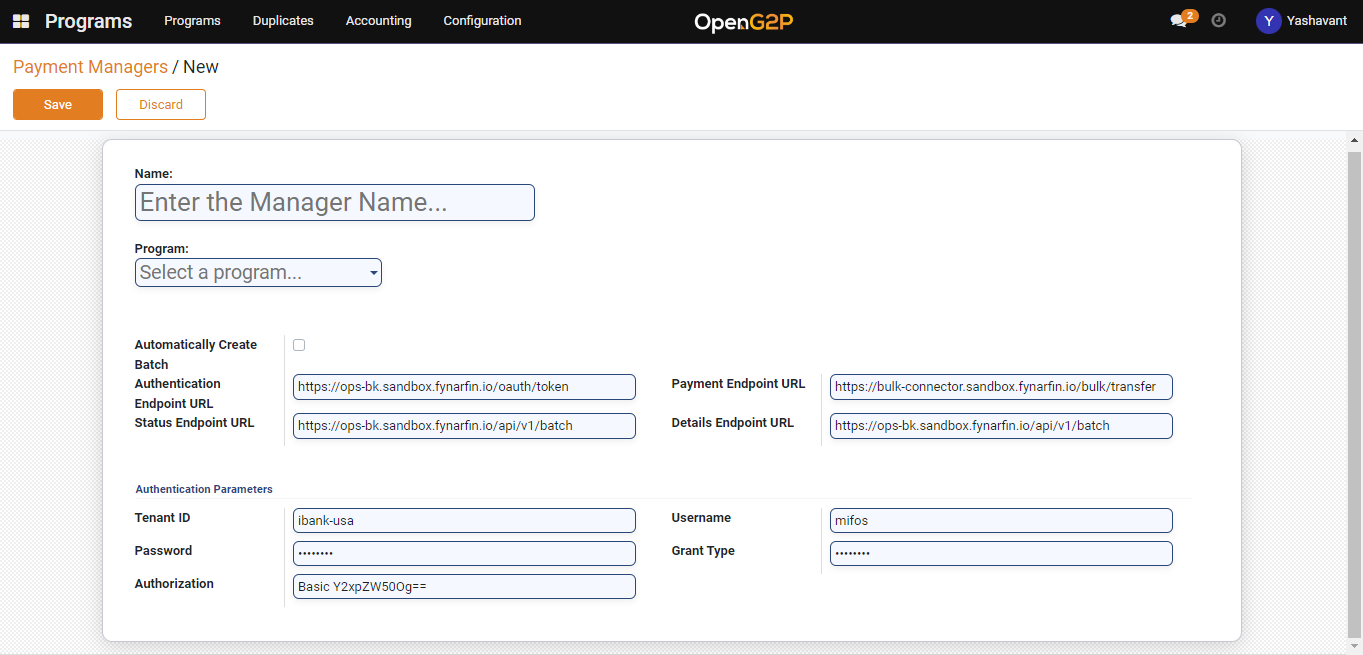 Programs Programs Duplicates Accounting Configuration OpenG2P 2 Y Yashavant
Payment Managers / New
Save Discard
Name:
Enter the Manager Name...
Program:
Select a program...
Automatically Create
Batch
Authentication
Endpoint URL
https://ops-bk.sandbox.fynarfin.io/oauth/token
Payment Endpoint URL
https://bulk-connector.sandbox.fynarfin.io/bulk/transfer
Status Endpoint URL
https://ops-bk.sandbox.fynarfin.io/api/v1/batch
Details Endpoint URL
https://ops-bk.sandbox.fynarfin.io/api/v1/batch
Authentication Parameters
Tenant ID
ibank-usa
Username
mifos
Password
••••••••
Grant Type
••••••••
Authorization
Basic Y2xpZW50Og==